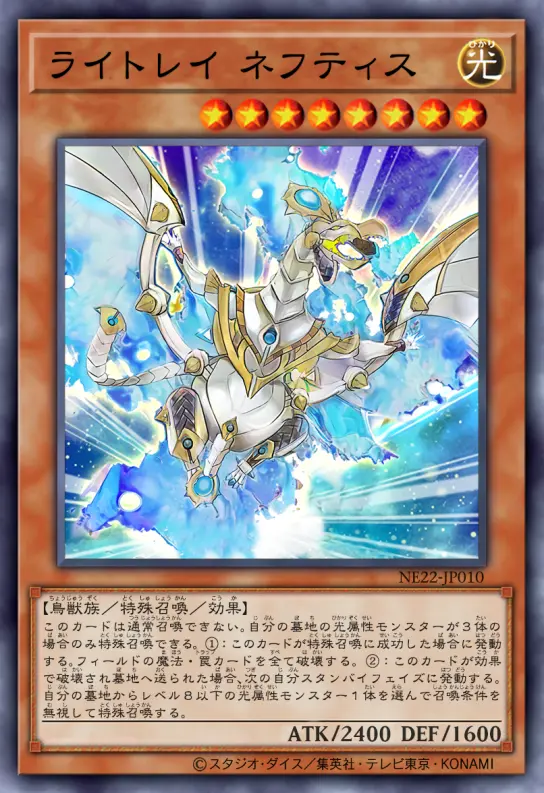 ライトレイ ネフティス
ひかり
光
NE22-JP010
【鳥獣族/特殊召喚/効果】
このカードは通常召喚できない。自分の墓地の光属性モンスターが3体の
場合のみ特殊召喚できる。①:このカードが特殊召喚に成功した場合に発動
する。フィールドの魔法・罠カードを全て破壊する。②:このカードが効果
で破壊され墓地へ送られた場合、次の自分スタンバイフェイズに発動する。
自分の墓地からレベル8以下の光属性モンスター1体を選んで召喚条件を
無視して特殊召喚する。
ATK/2400 DEF/1600
©スタジオ・ダイス/集英社・テレビ東京・KONAMI